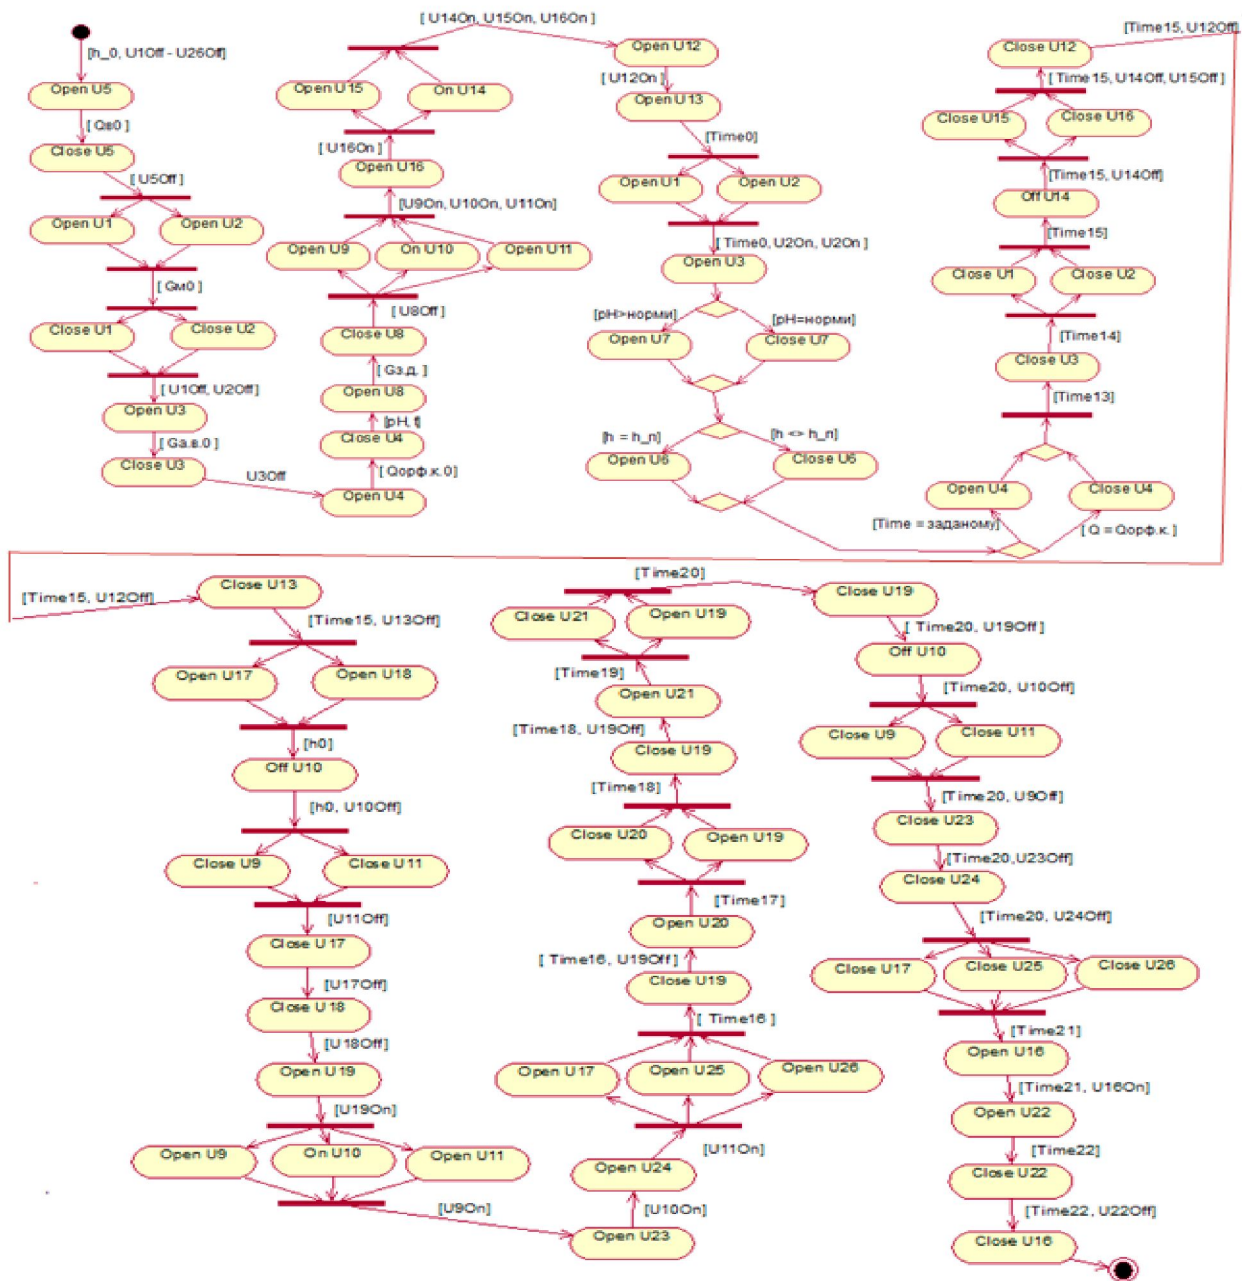 [h_0, U1Off - U26Off]
Open U5
[ Qв0 ]
Close U5
[ U5Off ]
Open U1
Open U2
[ Gм0 ]
Close U1
Close U2
[ U1Off, U2Off]
Open U3
[ Gа.в.0 ]
Close U3
U3Off
Open U4
[ Qорф.к.0 ]
Close U4
[pH, t]
Open U8
[ Gз.д. ]
Close U8
[ U8Off ]
Open U9
On U10
Open U11
[U9On, U10On, U11On]
Open U16
[ U16On ]
Open U15
On U14
[ U14On, U15On, U16On ]
Open U12
[ U12On ]
Open U13
[Time0]
Open U1
Open U2
[ Time0, U2On, U2On ]
Open U3
[pH>норми]
[pH=норми]
Open U7
Close U7
[h = h_n]
[h <> h_n]
Open U6
Close U6
[Time = заданому]
[ Q = Qорф.к. ]
Open U4
Close U4
[Time13]
Close U3
[Time14]
Close U1
Close U2
[Time15]
Off U14
[Time15, U14Off]
Close U15
Close U16
[ Time15, U14Off, U15Off ]
Close U12
[Time15, U12Off]
[Time15, U12Off]
Close U13
[Time15, U13Off]
Open U17
Open U18
[h0]
Off U10
[h0, U10Off]
Close U9
Close U11
[U11Off]
Close U17
[U17Off]
Close U18
[U18Off]
Open U19
[U19On]
Open U9
On U10
Open U11
[U9On]
Open U23
[U10On]
Open U24
[U11On]
Open U17
Open U25
Open U26
[ Time16 ]
Close U19
[ Time16, U19Off ]
Open U20
[Time17]
Close U20
Open U19
[Time18]
Close U19
[Time18, U19Off]
Open U21
[Time19]
Close U21
Open U19
[Time20]
Close U19
[ Time20, U19Off]
Off U10
[Time20, U10Off]
Close U9
Close U11
[Time20, U9Off]
Close U23
[Time20,U23Off]
Close U24
[Time20, U24Off]
Close U17
Close U25
Close U26
[Time21]
Open U16
[Time21, U16On]
Open U22
[Time22]
Close U22
[Time22, U22Off]
Close U16